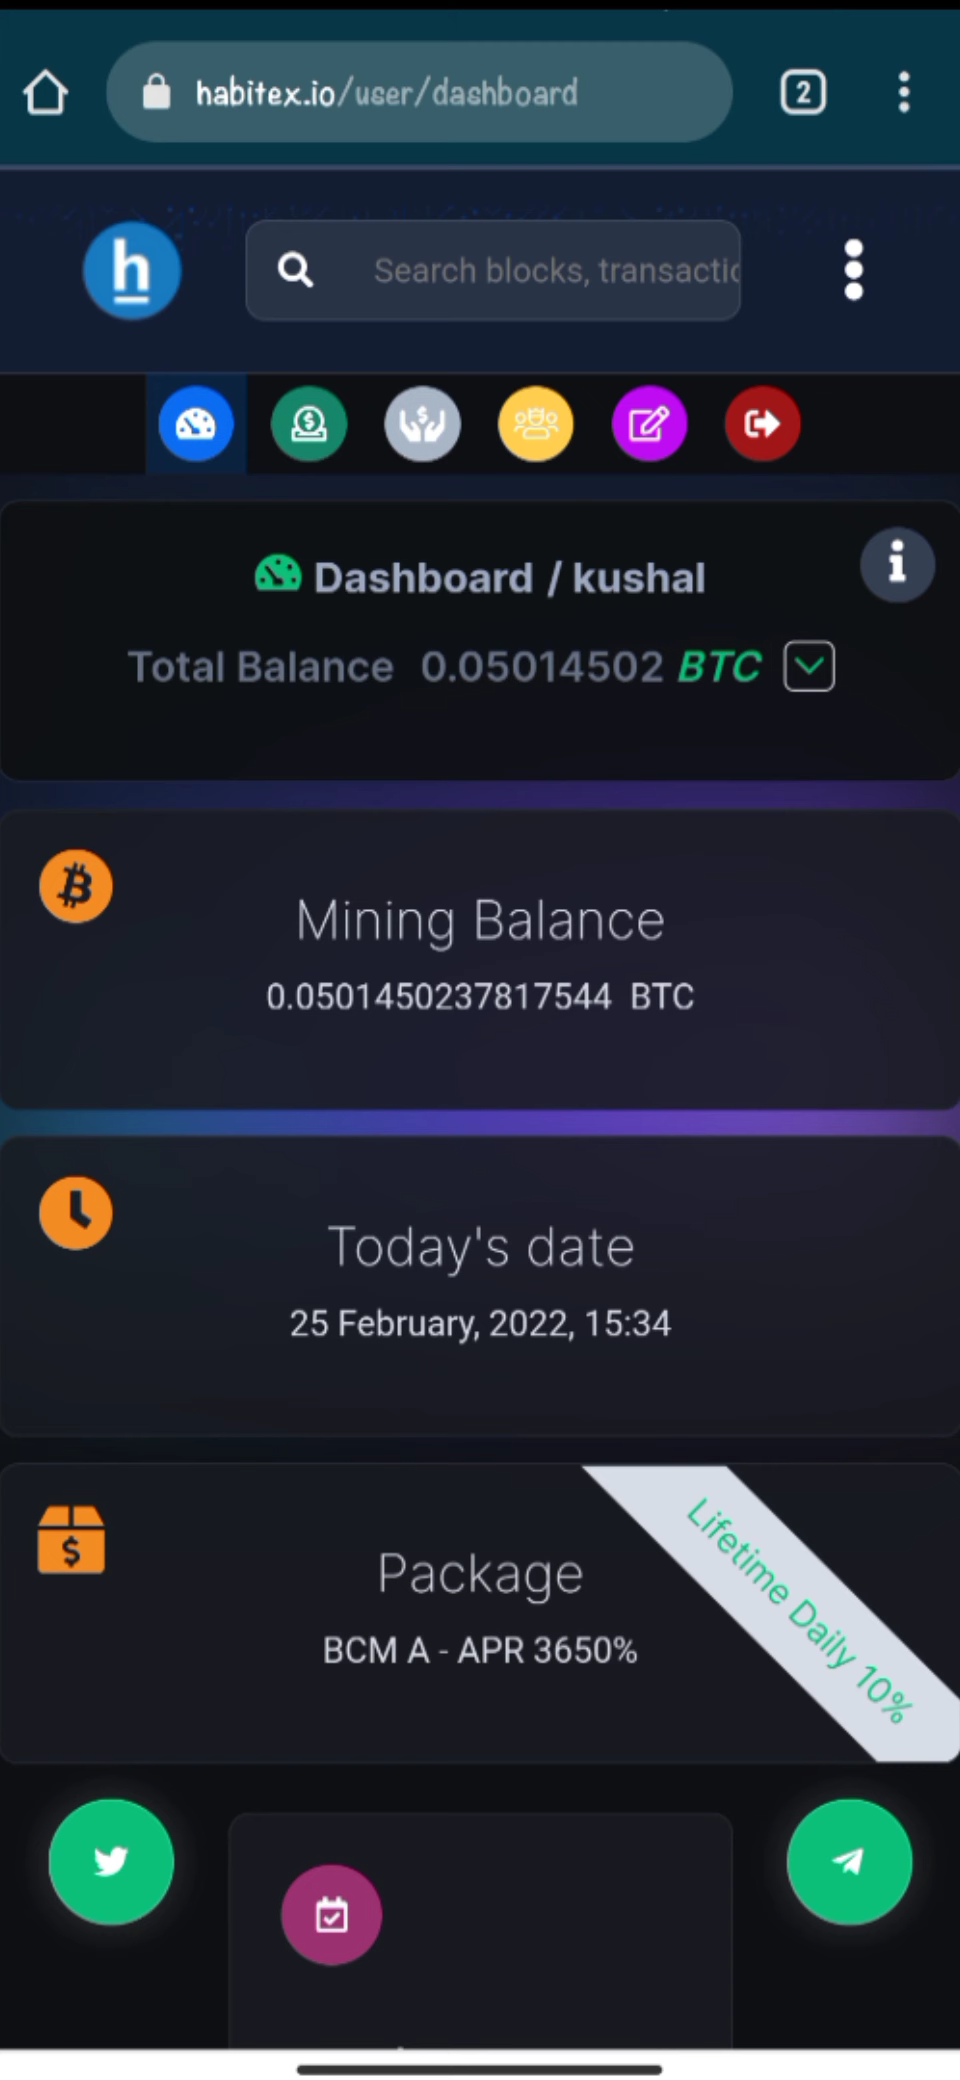 habitex.io/user/dashboard
2
h
Search blocks, transactic
Dashboard / kushal
Total Balance 0.05014502 BTC
Mining Balance
0.0501450237817544 BTC
Today's date
25 February, 2022, 15:34
Package
BCM A - APR 3650%
Lifetime Daily 10%